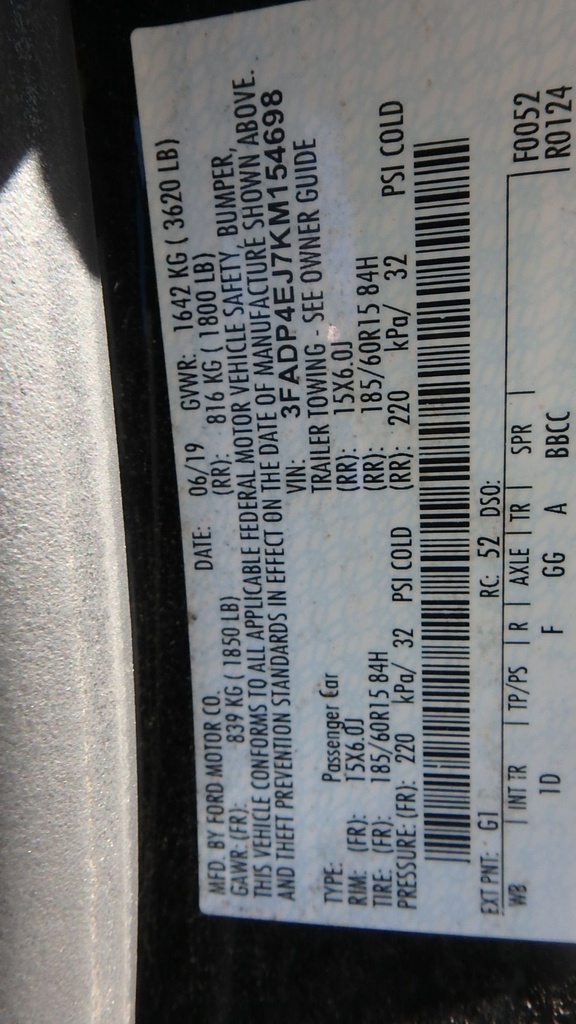 MFD. BY FORD MOTOR CO. DATE: 06/19 GVWR: 1642 KG ( 3620 LB)
GAWR: (FR): 839 KG ( 1850 LB) (RR): 816 KG ( 1800 LB)
THIS VEHICLE CONFORMS TO ALL APPLICABLE FEDERAL MOTOR VEHICLE SAFETY, BUMPER,
AND THEFT PREVENTION STANDARDS IN EFFECT ON THE DATE OF MANUFACTURE SHOWN ABOVE.
VIN: 3FADP4EJ7KM154698
TYPE: Passenger Car TRAILER TOWING - SEE OWNER GUIDE
RIM: (FR): 15X6.0J (RR): 15X6.0J
TIRE: (FR): 185/60R15 84H (RR): 185/60R15 84H
PRESSURE: (FR): 220 kPa/ 32 PSI COLD (RR): 220 kPa/ 32 PSI COLD
EXT PNT: G1 RC: 52 DSO:
WB | INT TR | TP/PS | R | AXLE | TR | SPR | F0052
1D F GG A BBCC R0124